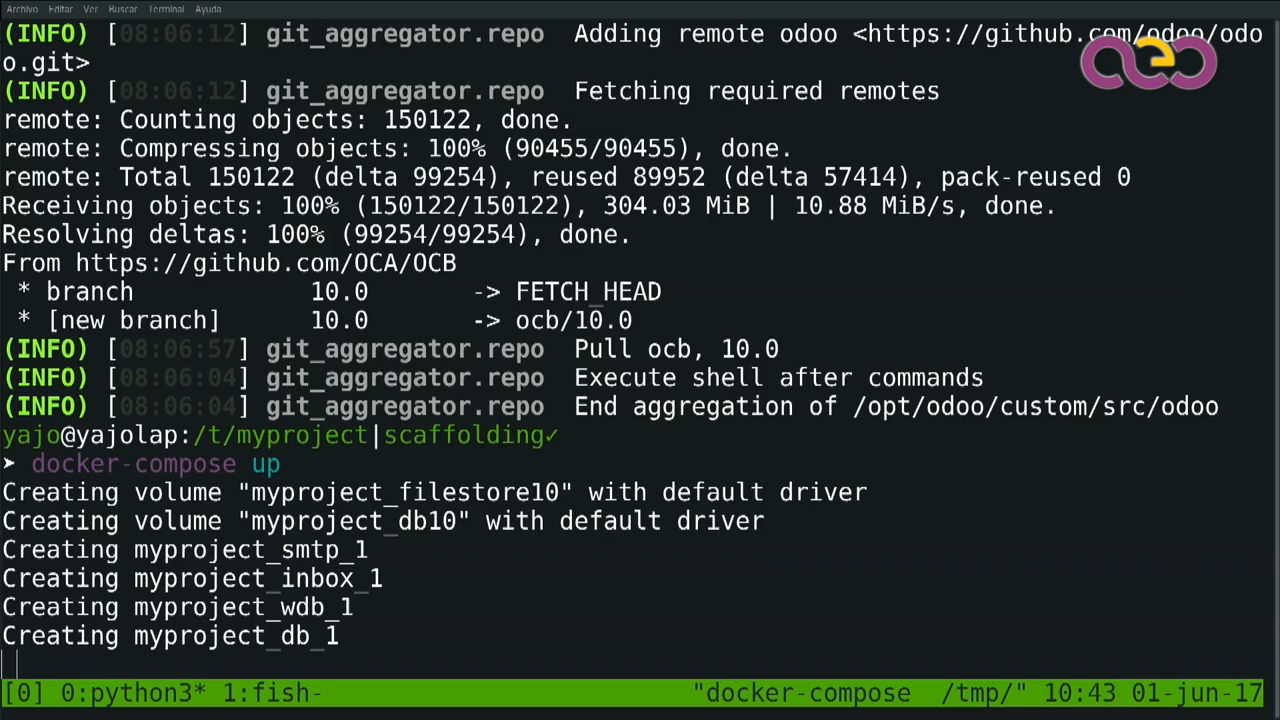 Archivo Editar Ver Buscar Terminal Ayuda
(INFO) [08:06:12] git_aggregator.repo  Adding remote odoo <https://github.com/odoo/odo
o.git>
(INFO) [08:06:12] git_aggregator.repo  Fetching required remotes
remote: Counting objects: 150122, done.
remote: Compressing objects: 100% (90455/90455), done.
remote: Total 150122 (delta 99254), reused 89952 (delta 57414), pack-reused 0
Receiving objects: 100% (150122/150122), 304.03 MiB | 10.88 MiB/s, done.
Resolving deltas: 100% (99254/99254), done.
From https://github.com/OCA/OCB
 * branch            10.0       -> FETCH_HEAD
 * [new branch]      10.0       -> ocb/10.0
(INFO) [08:06:57] git_aggregator.repo  Pull ocb, 10.0
(INFO) [08:06:04] git_aggregator.repo  Execute shell after commands
(INFO) [08:06:04] git_aggregator.repo  End aggregation of /opt/odoo/custom/src/odoo
yajo@yajolap:/t/myproject|scaffolding✓
➤ docker-compose up
Creating volume "myproject_filestore10" with default driver
Creating volume "myproject_db10" with default driver
Creating myproject_smtp_1
Creating myproject_inbox_1
Creating myproject_wdb_1
Creating myproject_db_1
[0] 0:python3* 1:fish-                         "docker-compose  /tmp/" 10:43 01-jun-17